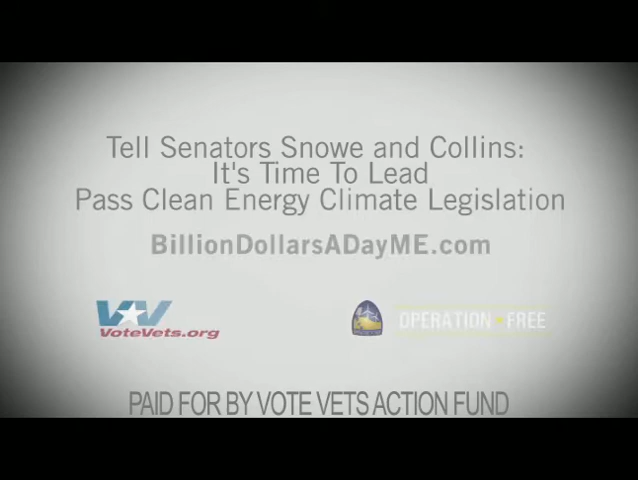 Tell Senators Snowe and Collins:
It's Time To Lead
Pass Clean Energy Climate Legislation
BillionDollarsADayME.com
VoteVets.org
OPERATION • FREE
PAID FOR BY VOTE VETS ACTION FUND